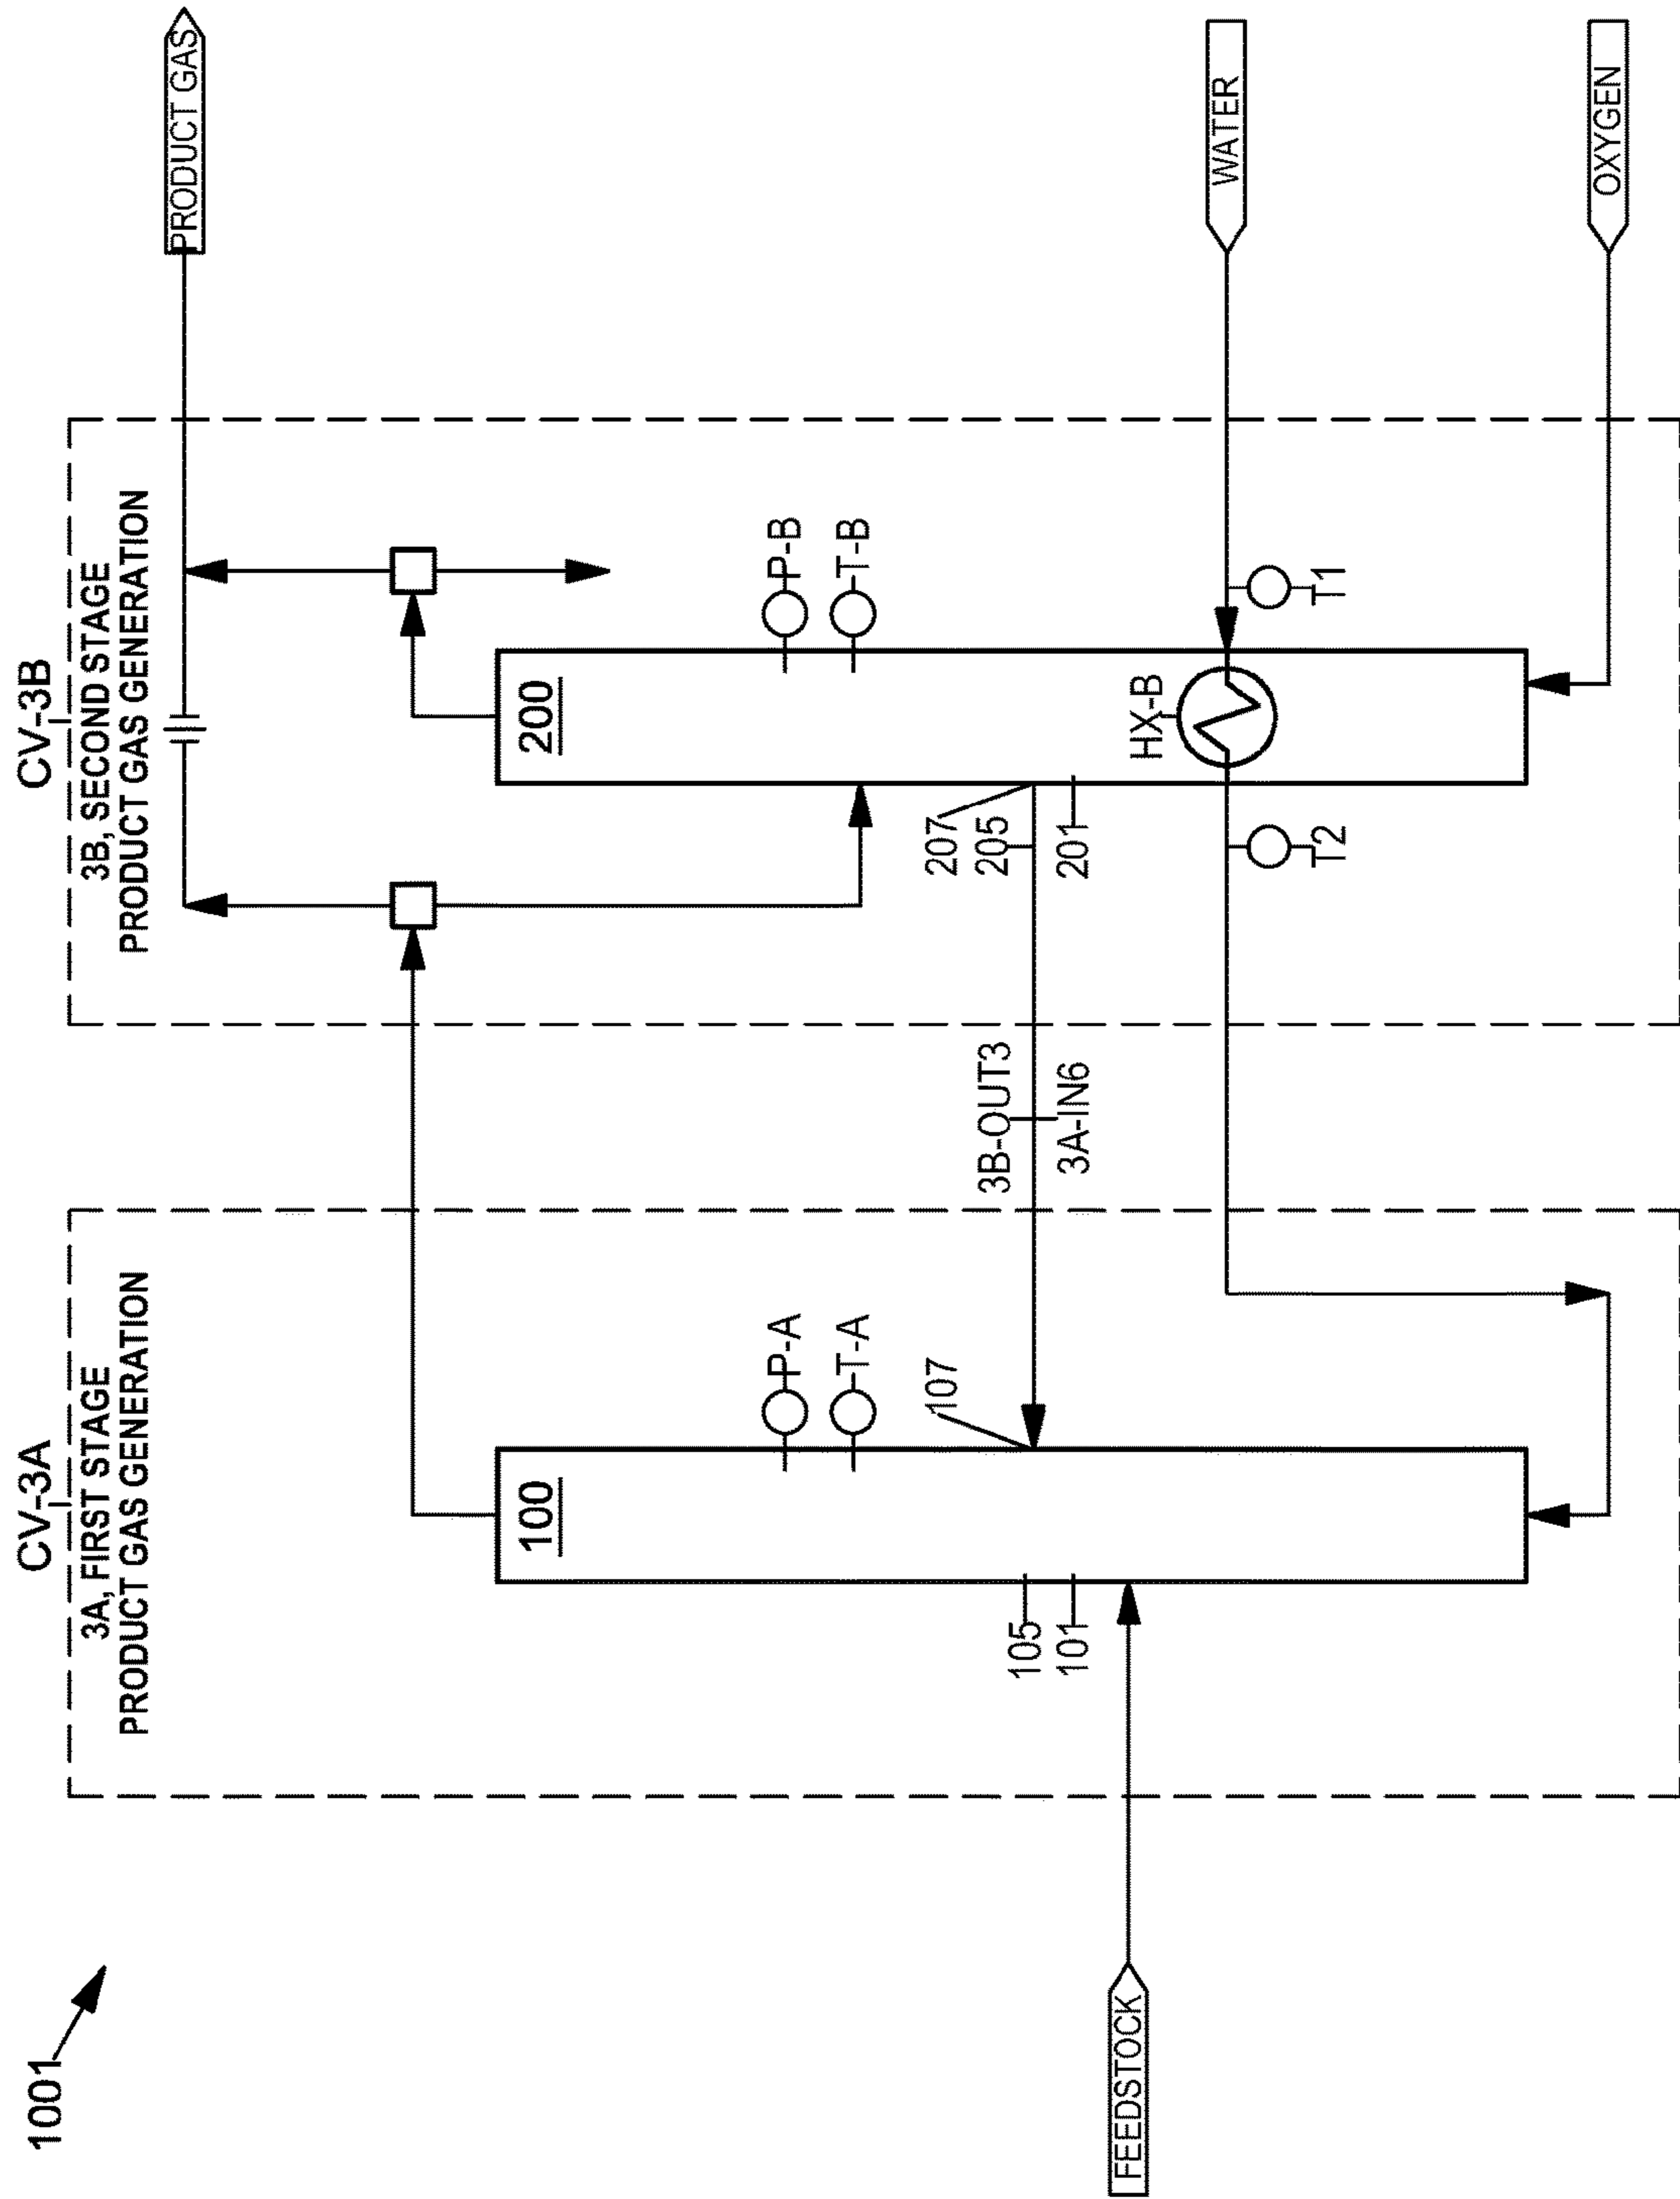 1001
CV-3A
3A, FIRST STAGE
PRODUCT GAS GENERATION
CV-3B
3B, SECOND STAGE
PRODUCT GAS GENERATION
PRODUCT GAS
100
200
P-A
T-A
P-B
T-B
107
207
205
201
3B-OUT3
3A-IN6
105
101
HX-B
T1
T2
FEEDSTOCK
WATER
OXYGEN